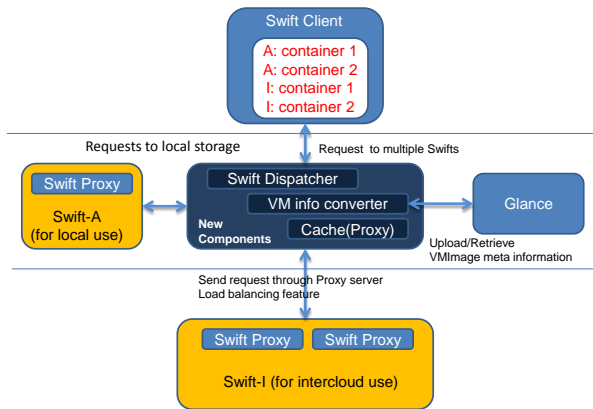 Swift Client
A: container 1
A: container 2
I: container 1
I: container 2
Requests to local storage
Request to multiple Swifts
Swift Proxy
Swift-A
(for local use)
Swift Dispatcher
VM info converter
Cache(Proxy)
New
Components
Glance
Upload/Retrieve
VMImage meta information
Send request through Proxy server
Load balancing feature
Swift Proxy
Swift Proxy
Swift-I (for intercloud use)